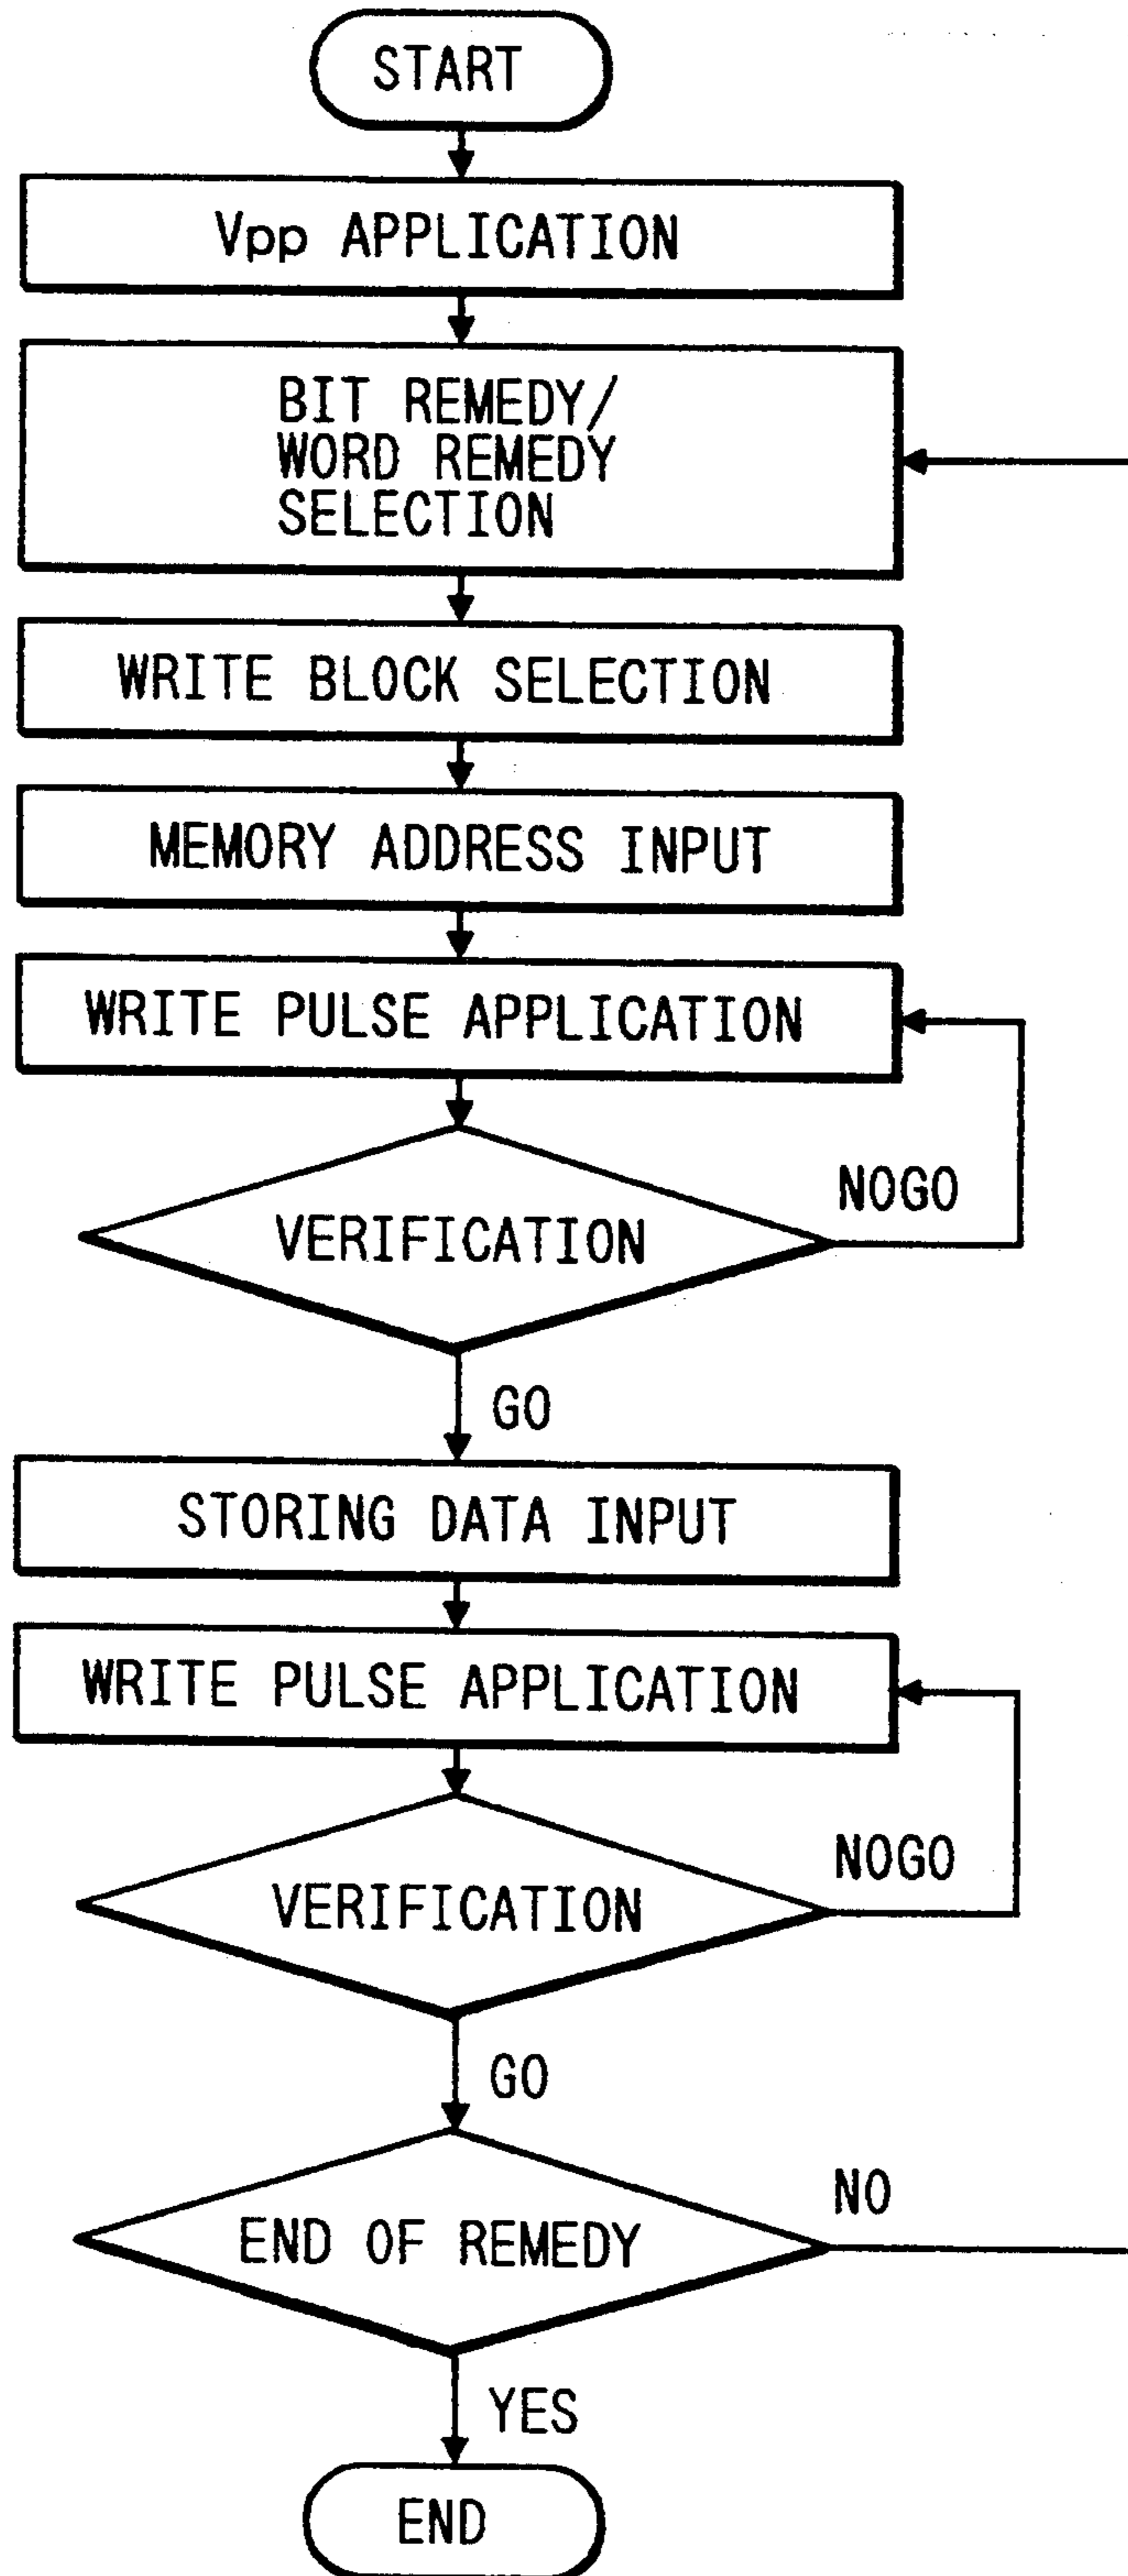 START
Vpp APPLICATION
BIT REMEDY/
WORD REMEDY
SELECTION
WRITE BLOCK SELECTION
MEMORY ADDRESS INPUT
WRITE PULSE APPLICATION
NOGO
VERIFICATION
GO
STORING DATA INPUT
WRITE PULSE APPLICATION
NOGO
VERIFICATION
GO
NO
END OF REMEDY
YES
END